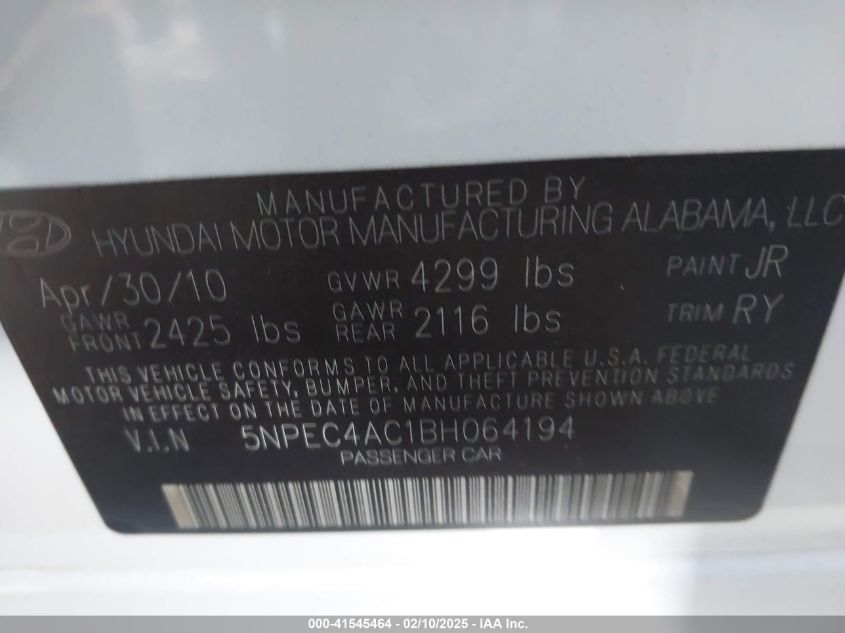 MANUFACTURED BY
HYUNDAI MOTOR MANUFACTURING ALABAMA, LLC
Apr/30/10 GVWR 4299 lbs PAINT JR
GAWR FRONT 2425 lbs GAWR REAR 2116 lbs TRIM RY
THIS VEHICLE CONFORMS TO ALL APPLICABLE U.S.A. FEDERAL
MOTOR VEHICLE SAFETY, BUMPER, AND THEFT PREVENTION STANDARDS
IN EFFECT ON THE DATE OF MANUFACTURE SHOWN ABOVE.
V.I.N 5NPEC4AC1BH064194
PASSENGER CAR
000-41545464 - 02/10/2025 - IAA Inc.